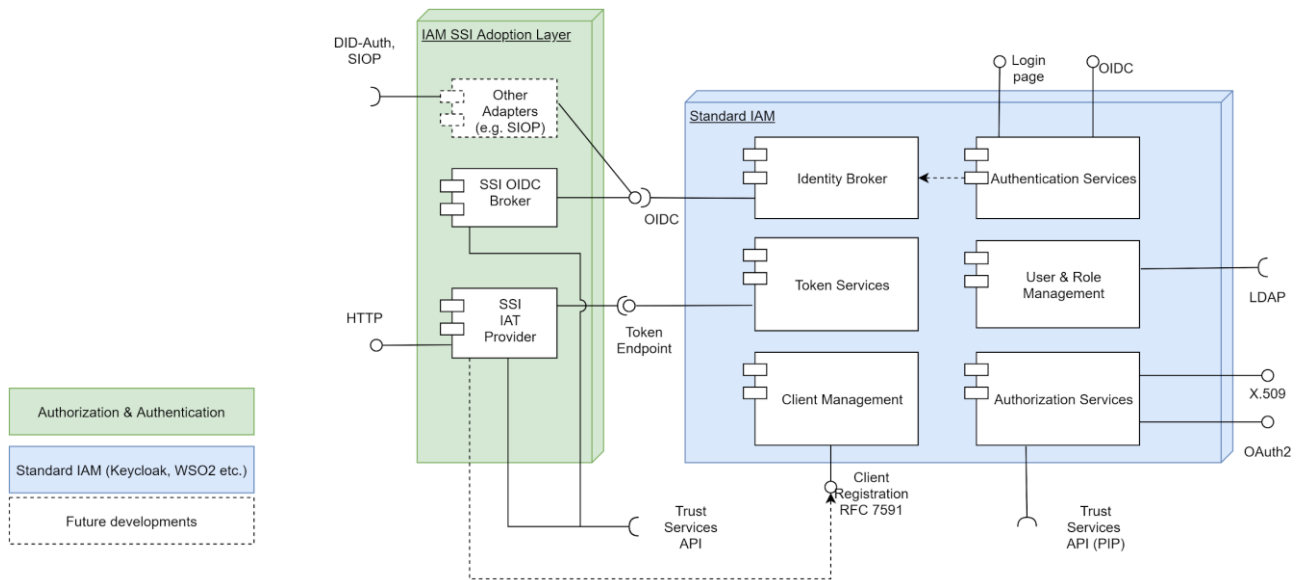 IAM SSI Adoption Layer
DID-Auth,
SIOP
Other
Adapters
(e.g. SIOP)
SSI OIDC
Broker
OIDC
SSI
IAT
Provider
HTTP
Token
Endpoint
Trust
Services
API
Login
page
OIDC
Standard IAM
Identity Broker
Authentication Services
Token Services
User & Role
Management
LDAP
Client Management
Authorization Services
X.509
OAuth2
Client
Registration
RFC 7591
Trust
Services
API (PIP)
Authorization & Authentication
Standard IAM (Keycloak, WSO2 etc.)
Future developments